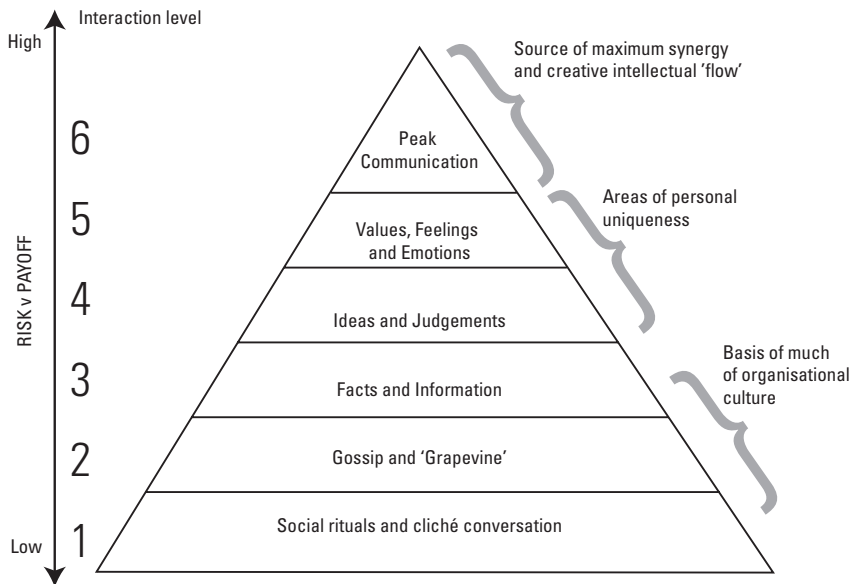 Interaction level
High
Source of maximum synergy
and creative intellectual ‘flow’
6
Peak
Communication
Areas of personal
uniqueness
5
Values, Feelings
and Emotions
RISK v PAYOFF
4
Ideas and Judgements
Basis of much
of organisational
culture
3
Facts and Information
2
Gossip and ‘Grapevine’
1
Social rituals and cliché conversation
Low